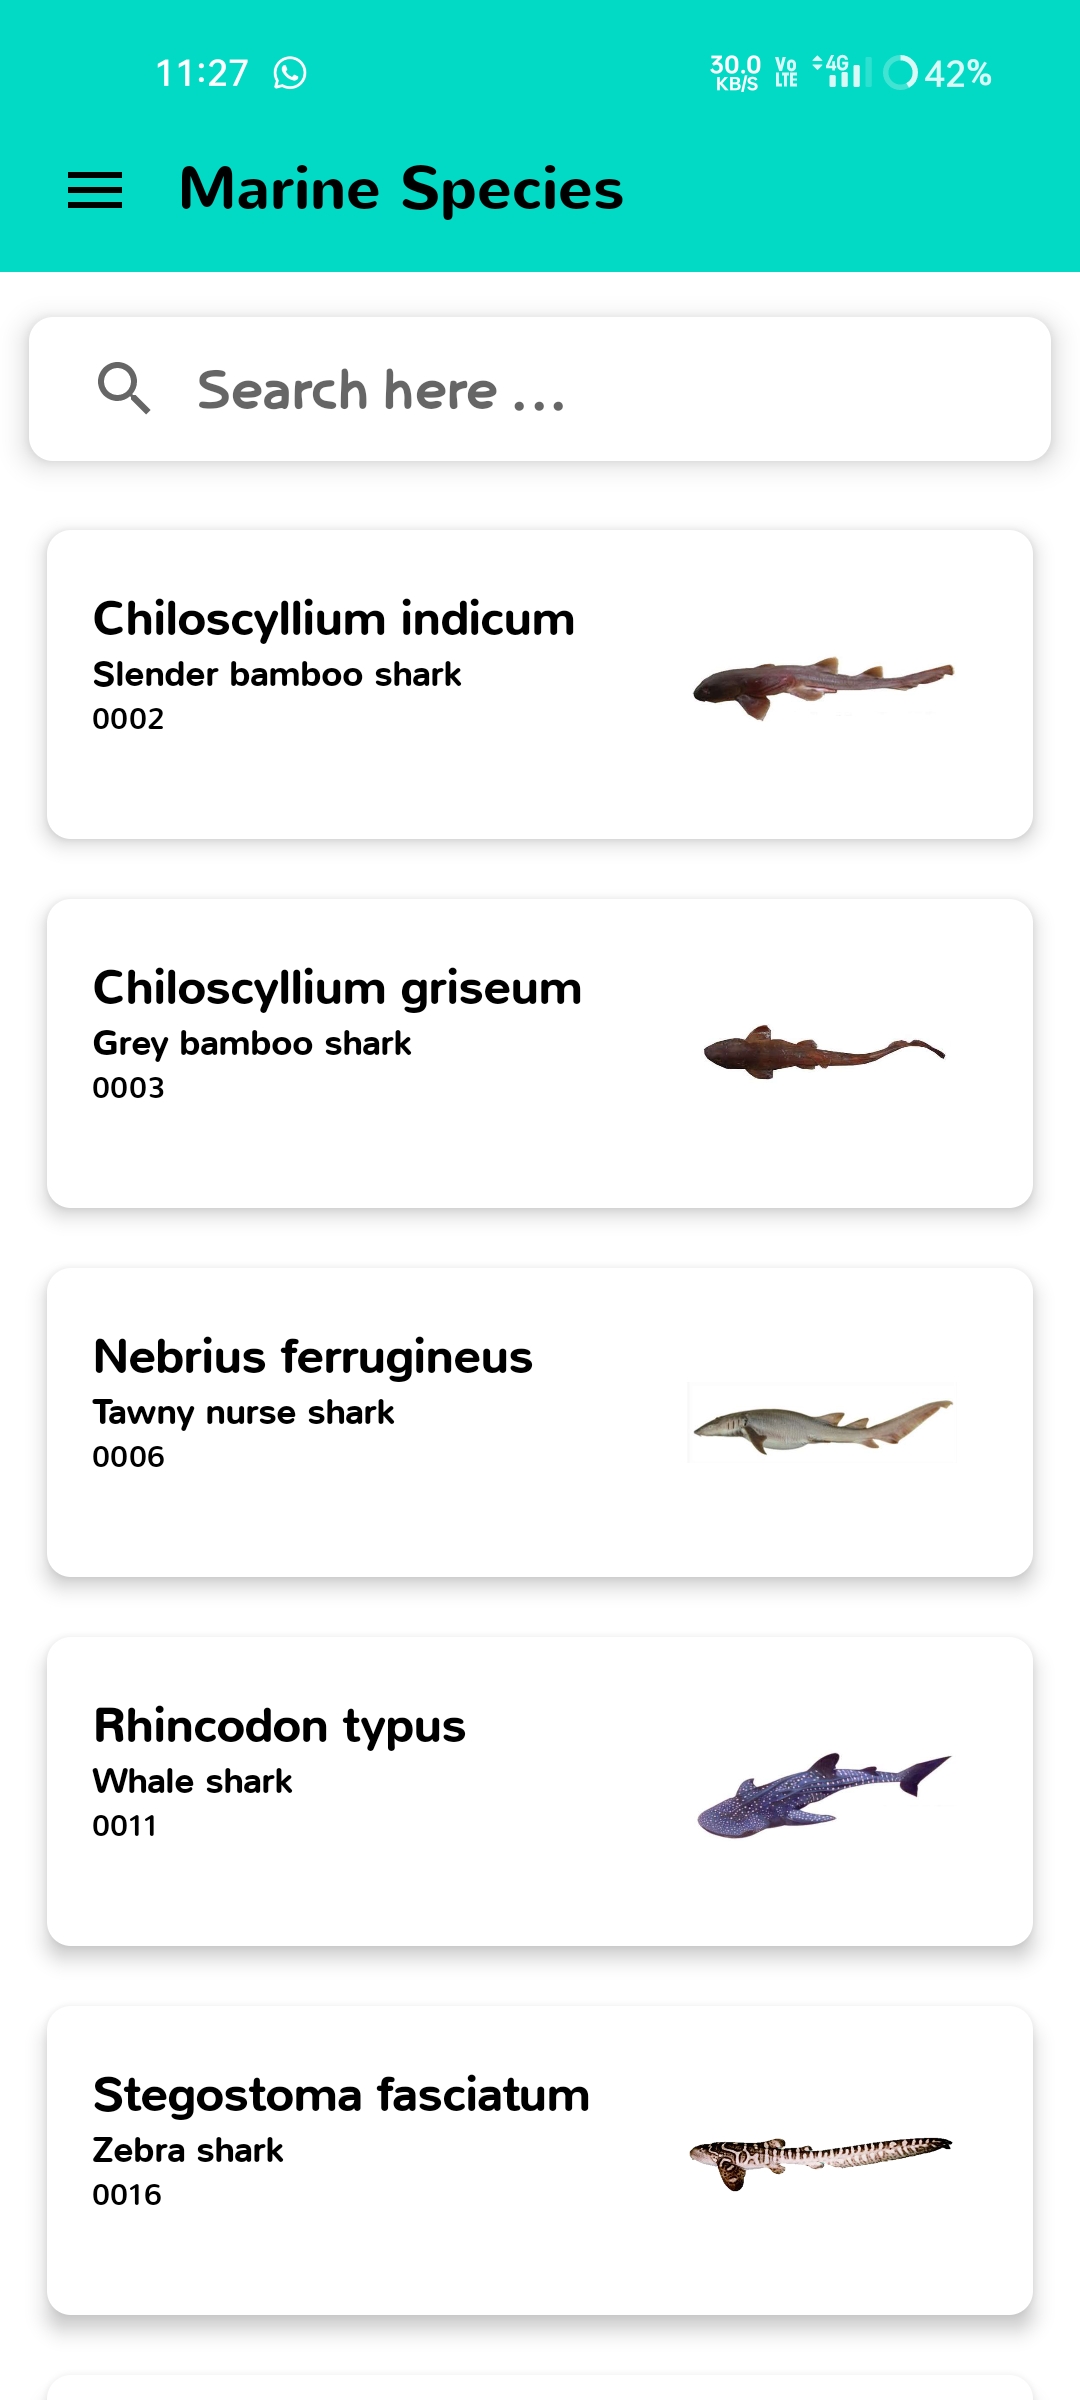 11:27 30.0 KB/S Vo LTE 4G 42%
Marine Species
Search here ...
Chiloscyllium indicum
Slender bamboo shark
0002
Chiloscyllium griseum
Grey bamboo shark
0003
Nebrius ferrugineus
Tawny nurse shark
0006
Rhincodon typus
Whale shark
0011
Stegostoma fasciatum
Zebra shark
0016